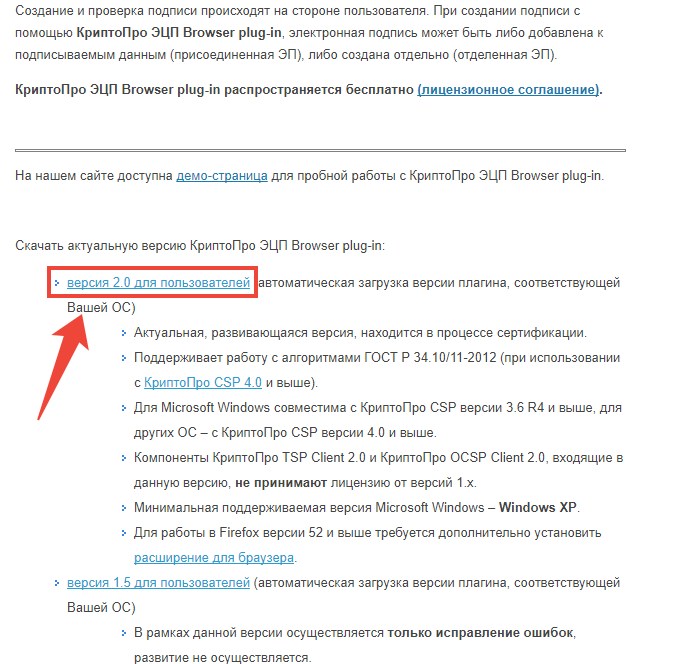 Создание и проверка подписи происходят на стороне пользователя. При создании подписи с
помощью КриптоПро ЭЦП Browser plug-in, электронная подпись может быть либо добавлена к
подписываемым данным (присоединенная ЭП), либо создана отдельно (отделенная ЭП).
КриптоПро ЭЦП Browser plug-in распространяется бесплатно (лицензионное соглашение).
На нашем сайте доступна демо-страница для пробной работы с КриптоПро ЭЦП Browser plug-in.
Скачать актуальную версию КриптоПро ЭЦП Browser plug-in:
версия 2.0 для пользователей (автоматическая загрузка версии плагина, соответствующей
Вашей ОС)
Актуальная, развивающаяся версия, находится в процессе сертификации.
Поддерживает работу с алгоритмами ГОСТ Р 34.10/11-2012 (при использовании
с КриптоПро CSP 4.0 и выше).
Для Microsoft Windows совместима с КриптоПро CSP версии 3.6 R4 и выше, для
других ОС – с КриптоПро CSP версии 4.0 и выше.
Компоненты КриптоПро TSP Client 2.0 и КриптоПро OCSP Client 2.0, входящие в
данную версию, не принимают лицензию от версий 1.x.
Минимальная поддерживаемая версия Microsoft Windows – Windows XP.
Для работы в Firefox версии 52 и выше требуется дополнительно установить
расширение для браузера.
версия 1.5 для пользователей (автоматическая загрузка версии плагина, соответствующей
Вашей ОС)
В рамках данной версии осуществляется только исправление ошибок,
развитие не осуществляется.